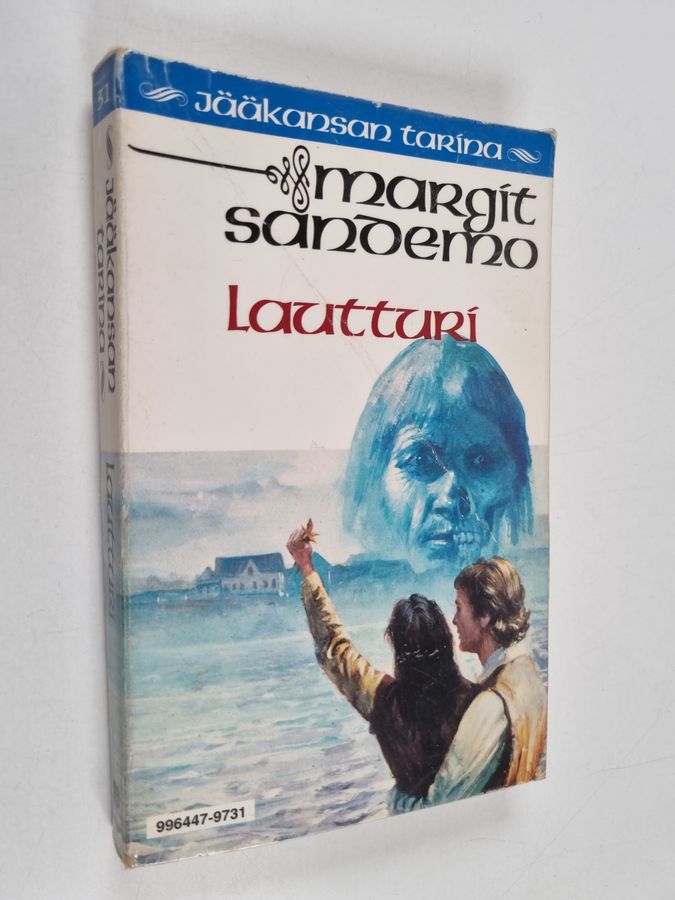 31
Jääkansan tarina
Lautturi
Jääkansan tarina
margit
sandemo
Lautturi
996447-9731